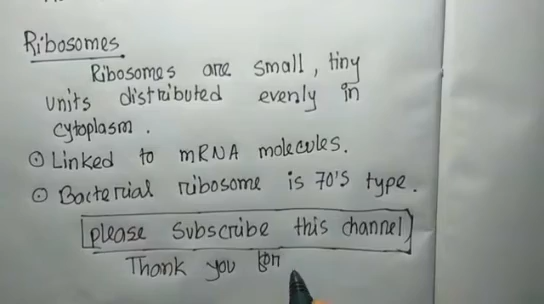 Ribosomes
Ribosomes are small, tiny
units distributed evenly in
cytoplasm.
⊙ Linked to mRNA molecules.
⊙ Bacterial ribosome is 70'S type.
please Subscribe this channel
Thank you for